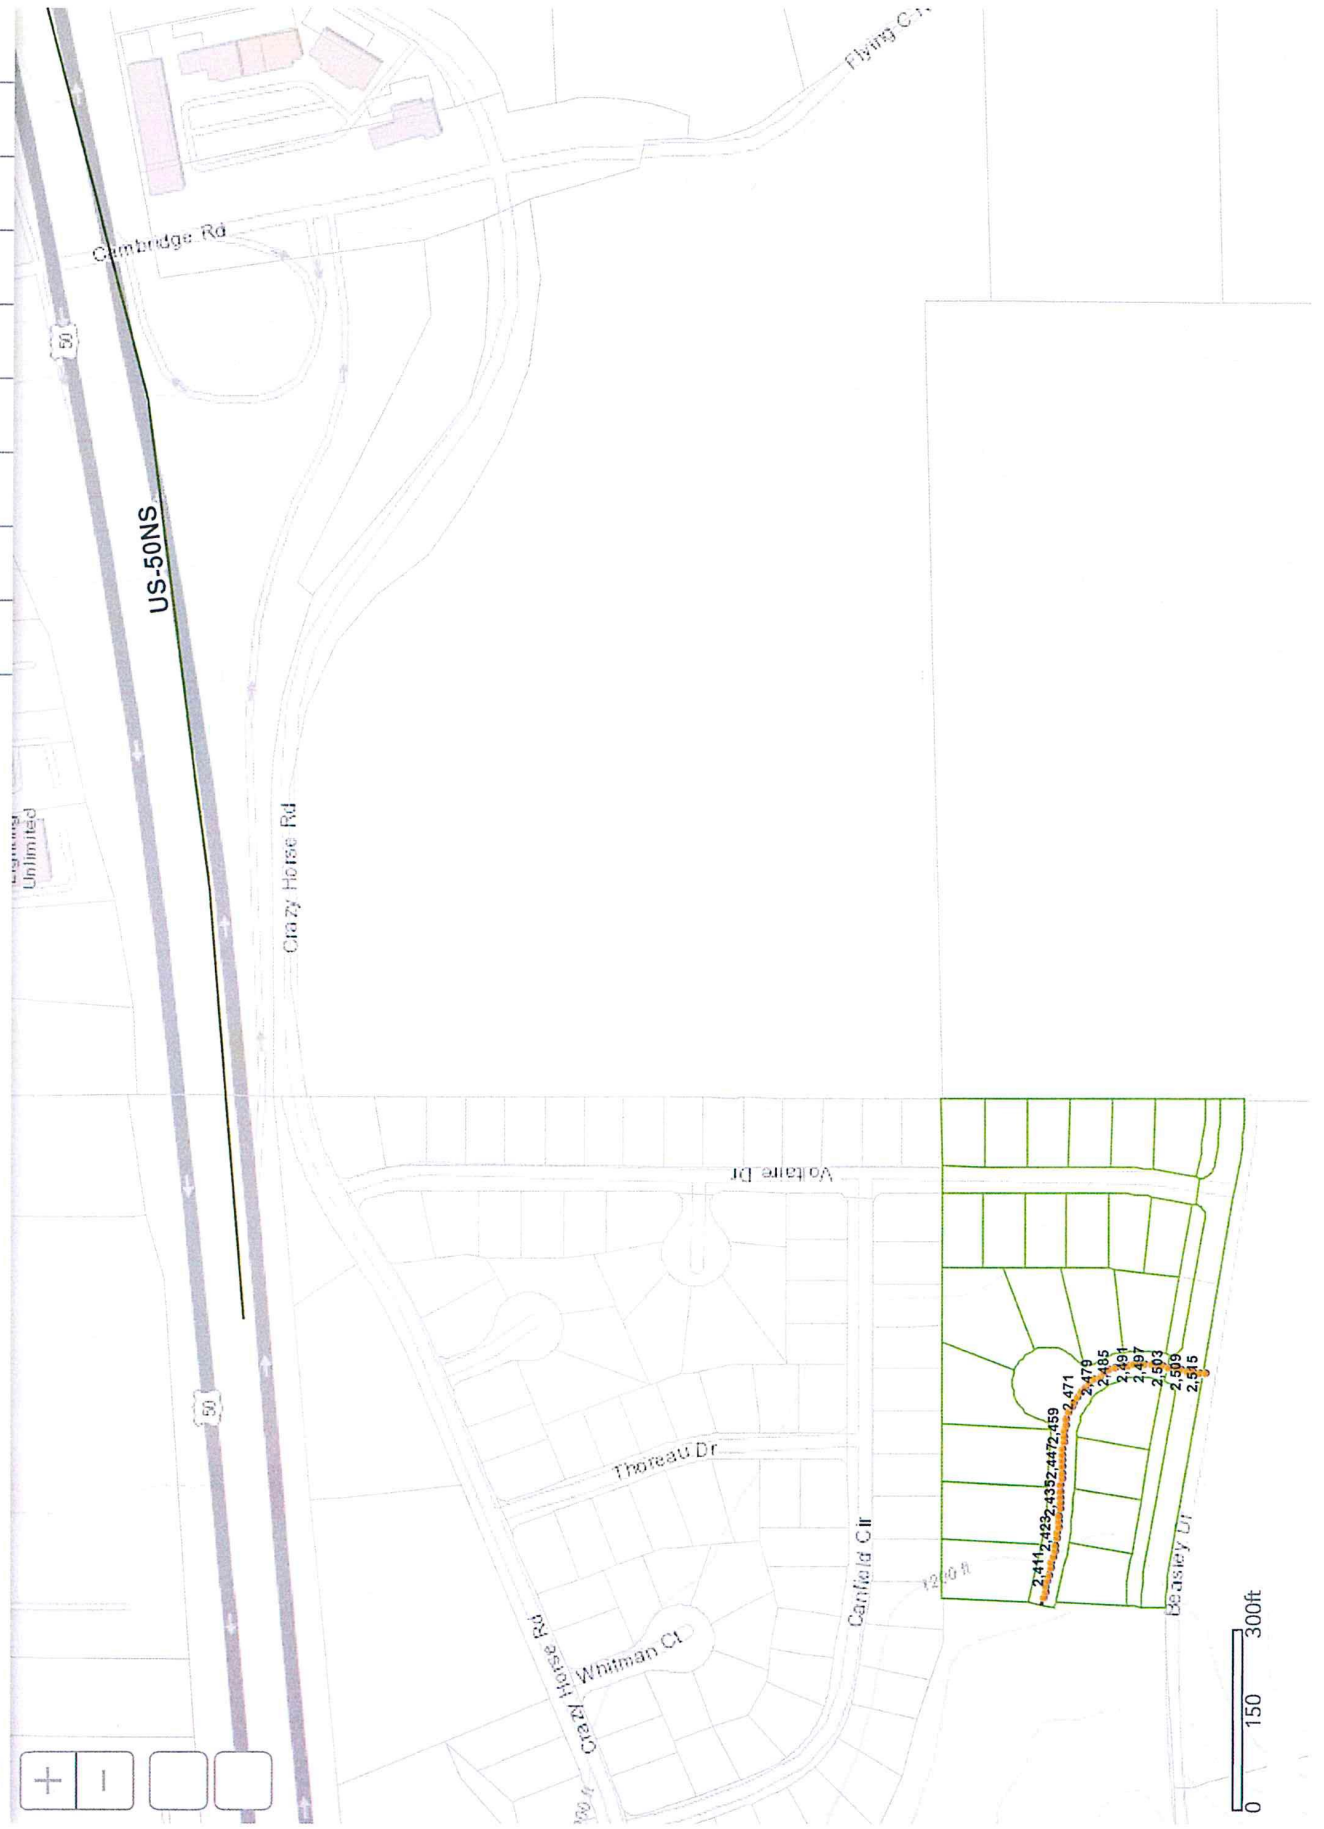 +
−
50
Lighting
Unlimited
US-50NS
50
Cambridge Rd
Crazy Horse Rd
Crazy Horse Rd
Whitman Ct
Thoreau Dr
Voltaire Dr
Canfield Cir
1200 ft
2,411
2,423
2,435
2,447
2,459
2,471
2,479
2,485
2,491
2,497
2,503
2,509
2,515
Beasley Dr
0 150 300ft